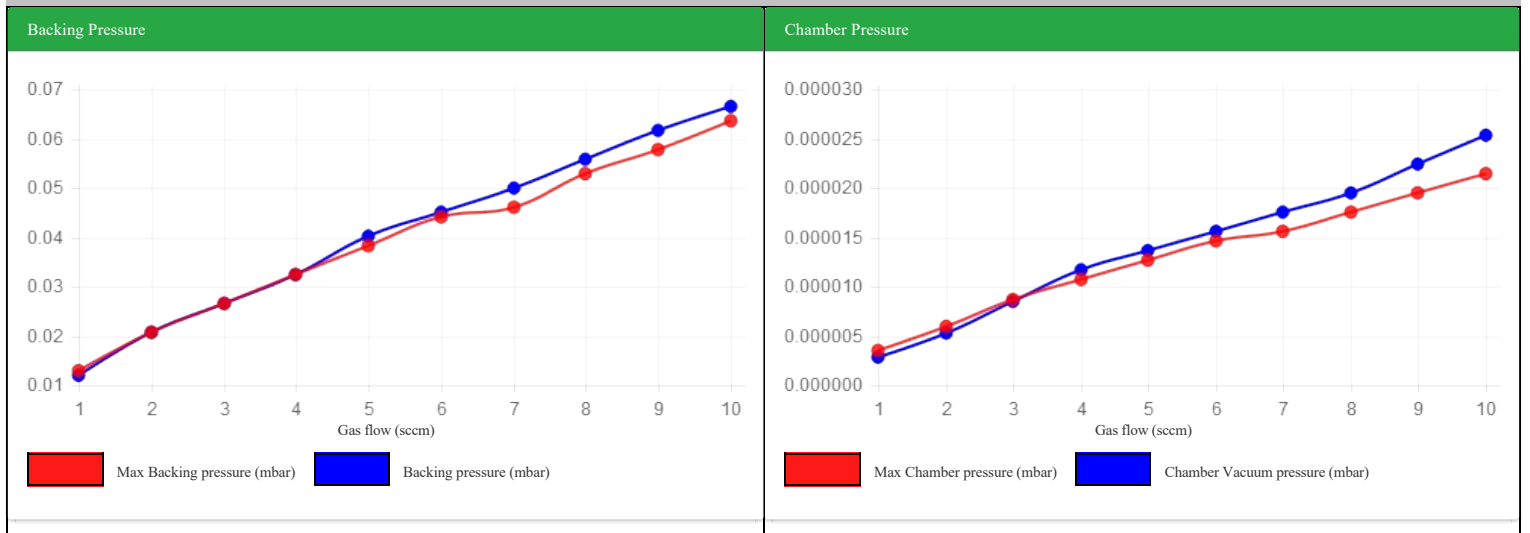 Backing Pressure
0.07
0.06
0.05
0.04
0.03
0.02
0.01
1 2 3 4 5 6 7 8 9 10
Gas flow (sccm)
Max Backing pressure (mbar) Backing pressure (mbar)
Chamber Pressure
0.000030
0.000025
0.000020
0.000015
0.000010
0.000005
0.000000
1 2 3 4 5 6 7 8 9 10
Gas flow (sccm)
Max Chamber pressure (mbar) Chamber Vacuum pressure (mbar)